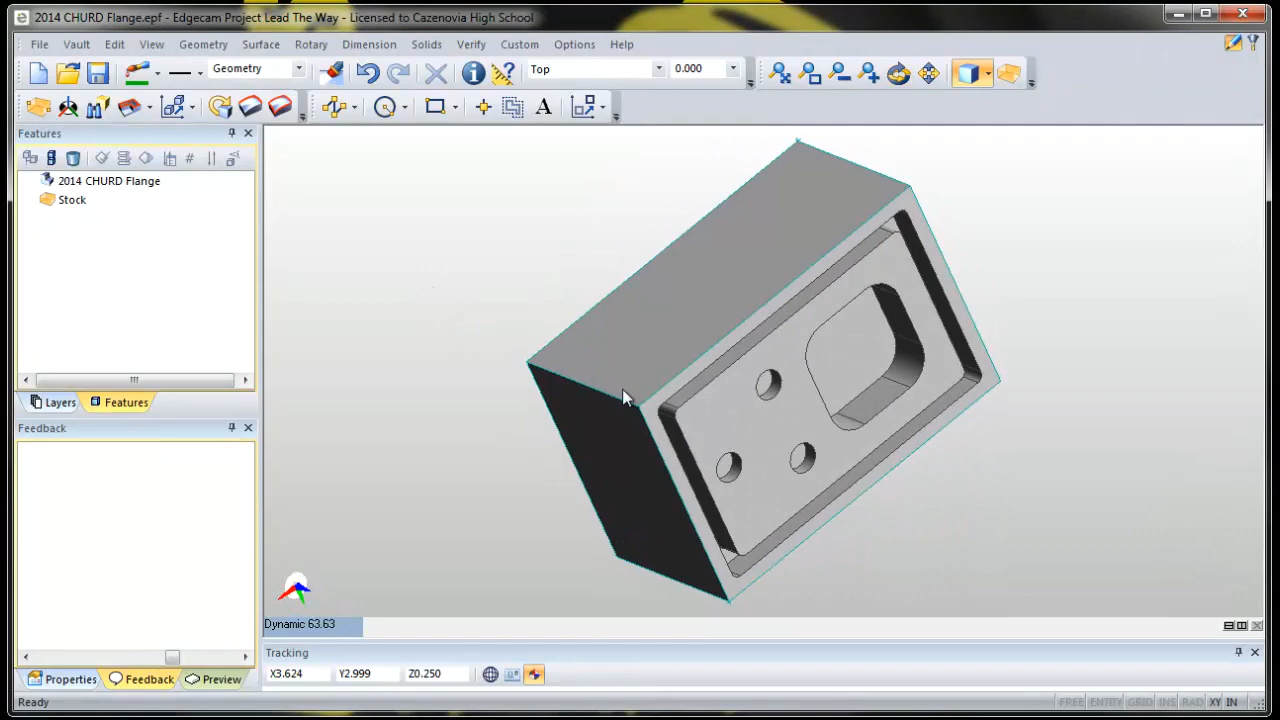 2014 CHURD Flange.epf - Edgecam Project Lead The Way - Licensed to Cazenovia High School
File Vault Edit View Geometry Surface Rotary Dimension Solids Verify Custom Options Help
Geometry Top 0.000
A
Features
2014 CHURD Flange
Stock
Layers Features
Feedback
Dynamic 63.63
Tracking
X3.624 Y2.999 Z0.250
Properties Feedback Preview
Ready FREE ENTITY GRID INS RAD XY IN